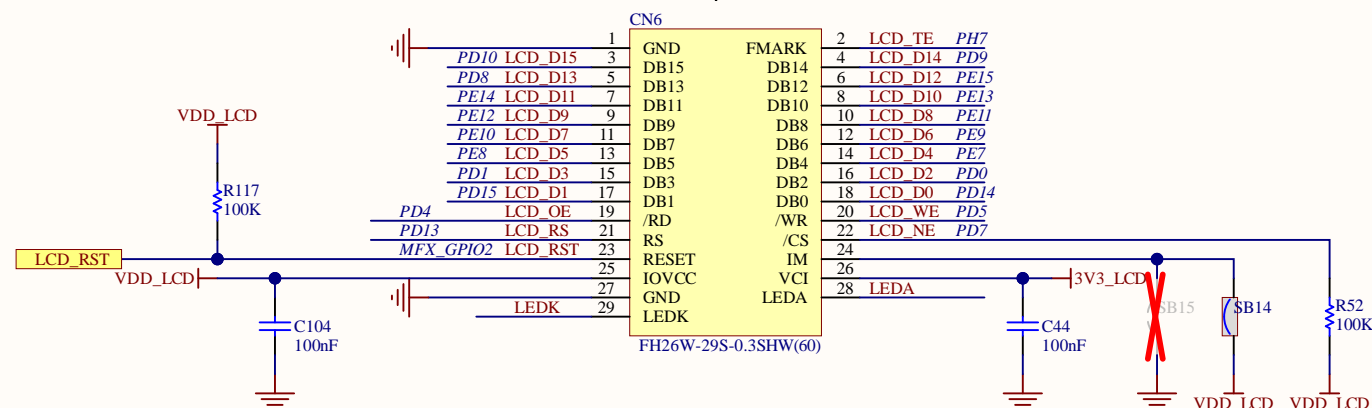 CN6
1 GND FMARK 2 LCD_TE PH7
PD10 LCD_D15 3 DB15 DB14 4 LCD_D14 PD9
PD8 LCD_D13 5 DB13 DB12 6 LCD_D12 PE15
PE14 LCD_D11 7 DB11 DB10 8 LCD_D10 PE13
PE12 LCD_D9 9 DB9 DB8 10 LCD_D8 PE11
PE10 LCD_D7 11 DB7 DB6 12 LCD_D6 PE9
PE8 LCD_D5 13 DB5 DB4 14 LCD_D4 PE7
PD1 LCD_D3 15 DB3 DB2 16 LCD_D2 PD0
PD15 LCD_D1 17 DB1 DB0 18 LCD_D0 PD14
PD4 LCD_OE 19 /RD /WR 20 LCD_WE PD5
PD13 LCD_RS 21 RS /CS 22 LCD_NE PD7
MFX_GPIO2 LCD_RST 23 RESET IM 24
25 IOVCC VCI 26
27 GND LEDA 28 LEDA
LEDK 29 LEDK
FH26W-29S-0.3SHW(60)
VDD_LCD
R117
100K
LCD_RST
VDD_LCD
C104
100nF
3V3_LCD
C44
100nF
SB15
SB14
R52
100K
VDD_LCD
VDD_LCD